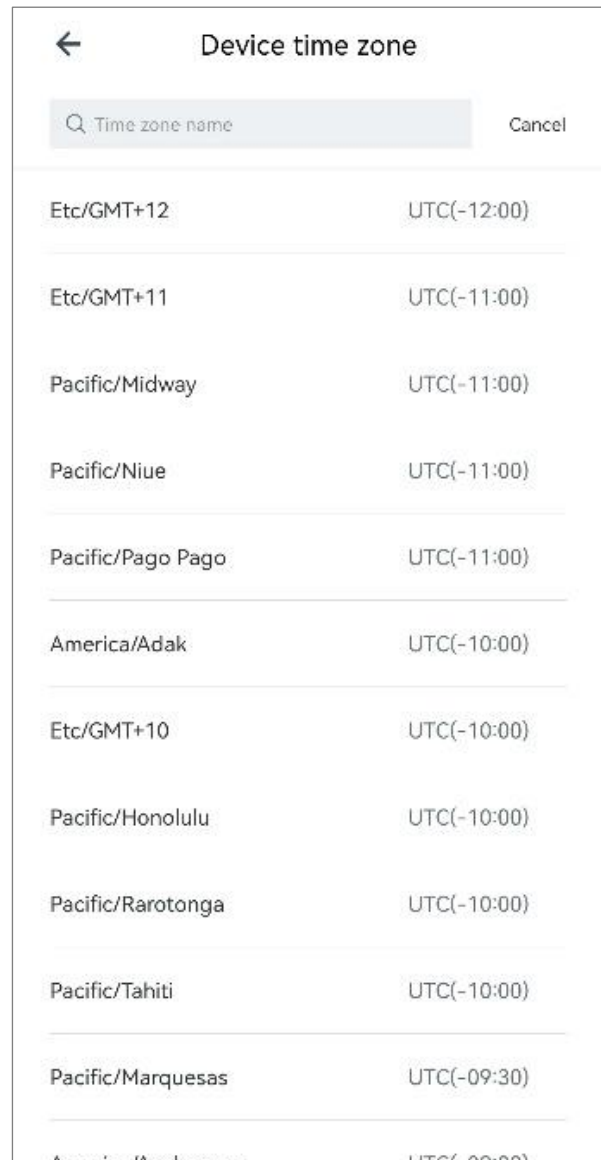 Device time zone
Time zone name Cancel
Etc/GMT+12 UTC(-12:00)
Etc/GMT+11 UTC(-11:00)
Pacific/Midway UTC(-11:00)
Pacific/Niue UTC(-11:00)
Pacific/Pago Pago UTC(-11:00)
America/Adak UTC(-10:00)
Etc/GMT+10 UTC(-10:00)
Pacific/Honolulu UTC(-10:00)
Pacific/Rarotonga UTC(-10:00)
Pacific/Tahiti UTC(-10:00)
Pacific/Marquesas UTC(-09:30)